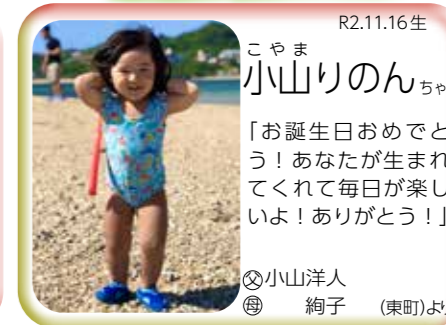 R2.11.16生
こやま
小山りのんちゃ
「お誕生日おめでと
う！あなたが生まれ
てくれて毎日が楽し
いよ！ありがとう！」
㊗小山洋人
㊊ 絢子 (東町)より